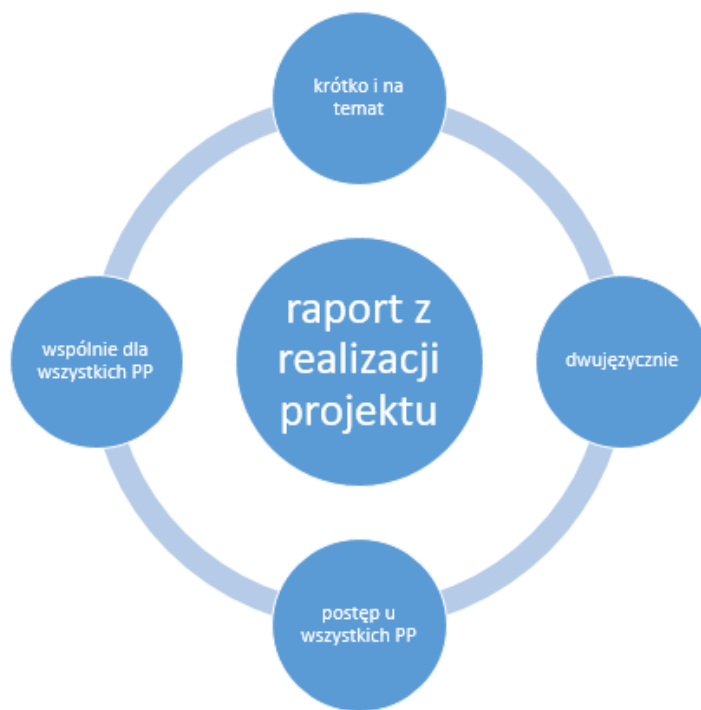 krótko i na
temat
raport z
realizacji
projektu
wspólnie dla
wszystkich PP
dwujęzycznie
postęp u
wszystkich PP